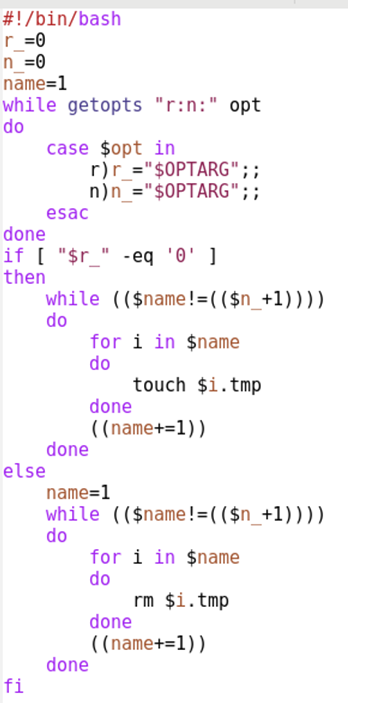 #!/bin/bash
r_=0
n_=0
name=1
while getopts "r:n:" opt
do
    case $opt in
        r)r_="$OPTARG";;
        n)n_="$OPTARG";;
    esac
done
if [ "$r_" -eq '0' ]
then
    while (($name!=(($n_+1))))
    do
        for i in $name
        do
            touch $i.tmp
        done
        ((name+=1))
    done
else
    name=1
    while (($name!=(($n_+1))))
    do
        for i in $name
        do
            rm $i.tmp
        done
        ((name+=1))
    done
fi